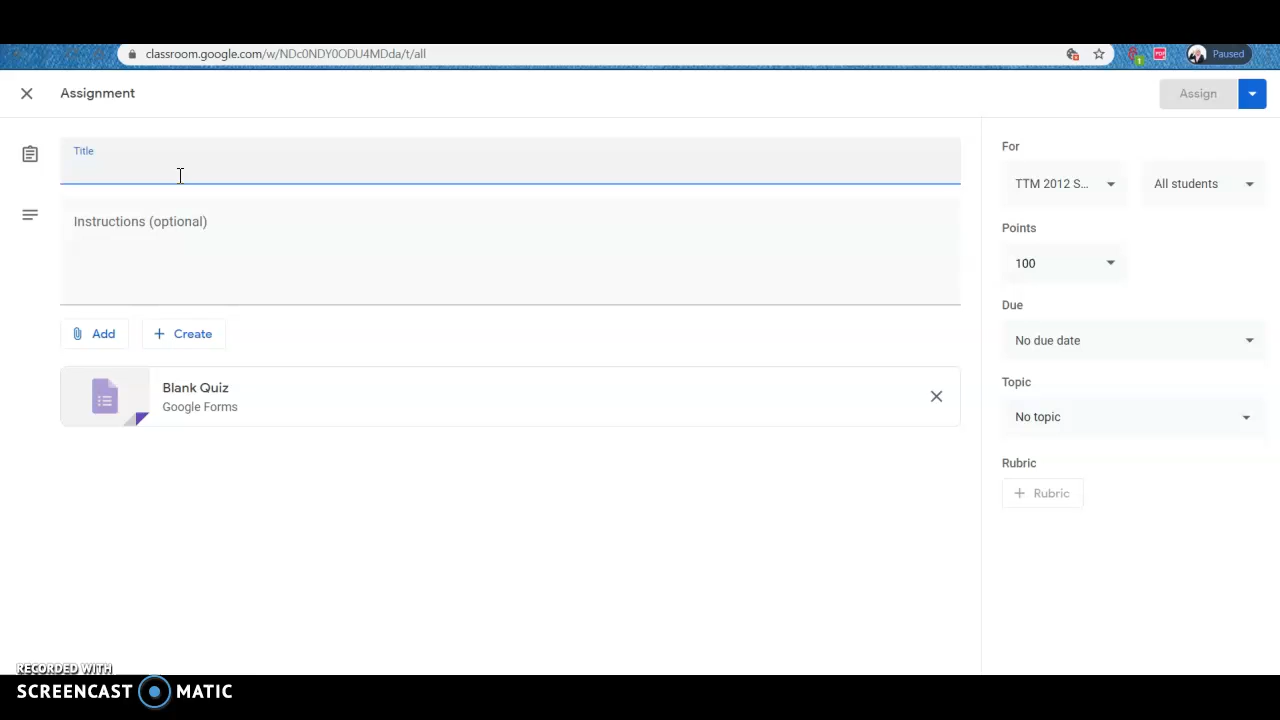 classroom.google.com/w/NDc0NDY0ODU4MDda/t/all
Paused
Assignment
Assign
Title
Instructions (optional)
Add
Create
Blank Quiz
Google Forms
For
TTM 2012 S...
All students
Points
100
Due
No due date
Topic
No topic
Rubric
Rubric
RECORDED WITH
SCREENCAST MATIC